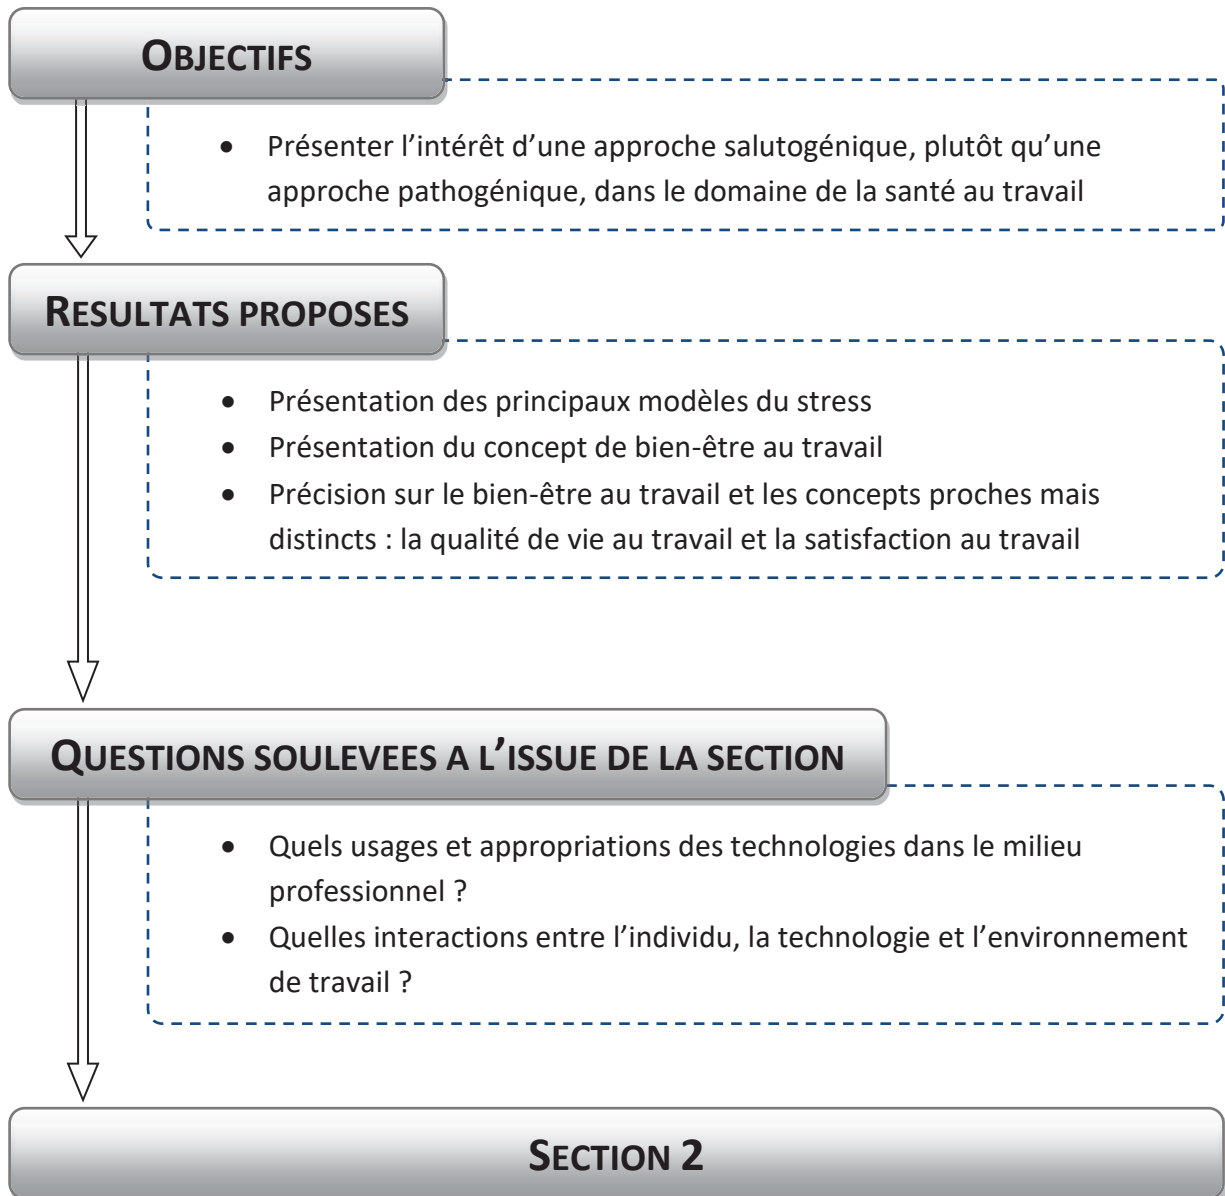 OBJECTIFS
• Présenter l’intérêt d’une approche salutogénique, plutôt qu’une
approche pathogénique, dans le domaine de la santé au travail
RESULTATS PROPOSES
• Présentation des principaux modèles du stress
• Présentation du concept de bien-être au travail
• Précision sur le bien-être au travail et les concepts proches mais
distincts : la qualité de vie au travail et la satisfaction au travail
QUESTIONS SOULEVEES A L’ISSUE DE LA SECTION
• Quels usages et appropriations des technologies dans le milieu
professionnel ?
• Quelles interactions entre l’individu, la technologie et l’environnement
de travail ?
SECTION 2